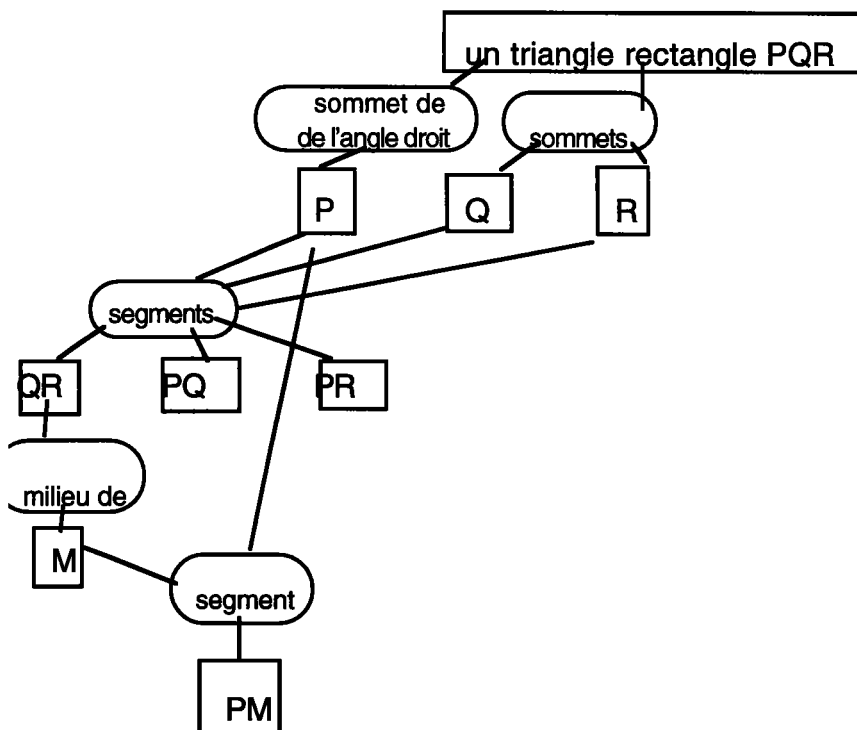 un triangle rectangle PQR
sommet de
de l'angle droit
sommets
P
Q
R
segments
QR
PQ
PR
milieu de
M
segment
PM